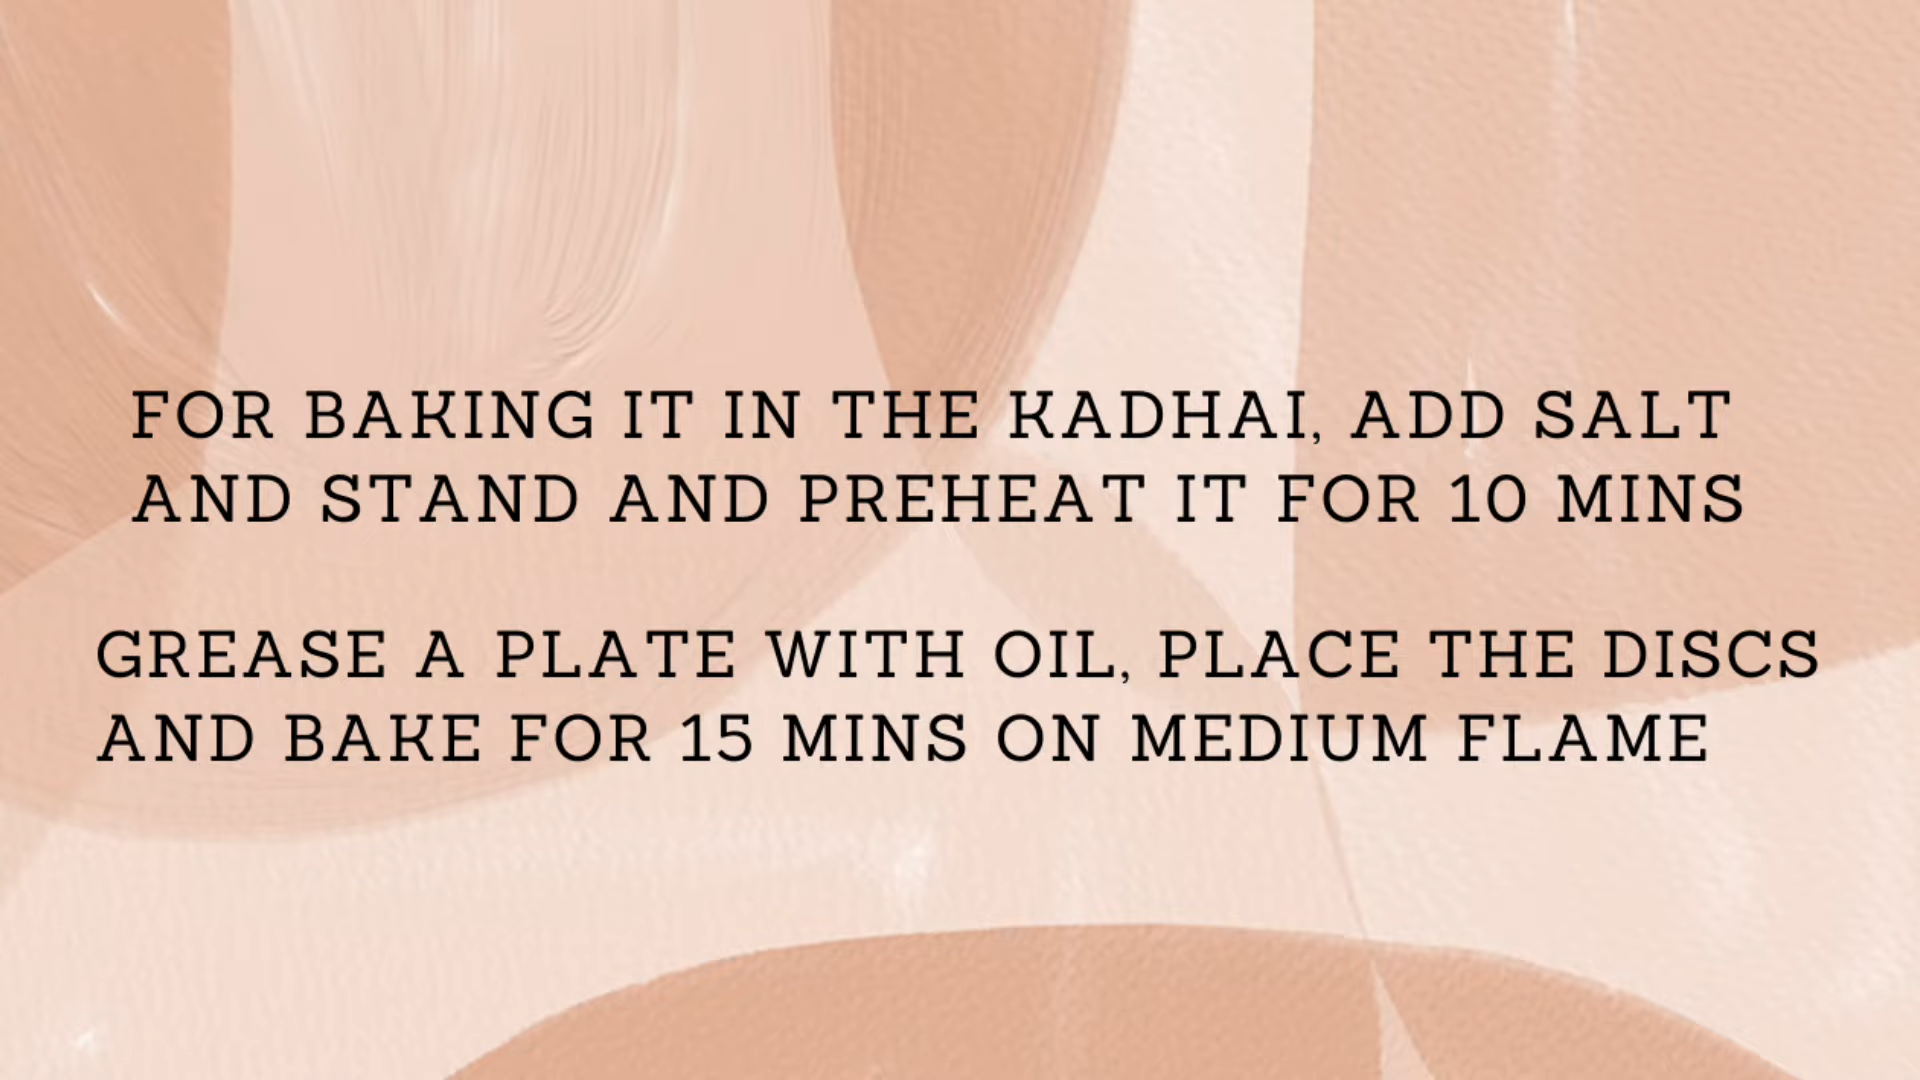 FOR BAKING IT IN THE KADHAI, ADD SALT
AND STAND AND PREHEAT IT FOR 10 MINS
GREASE A PLATE WITH OIL, PLACE THE DISCS
AND BAKE FOR 15 MINS ON MEDIUM FLAME